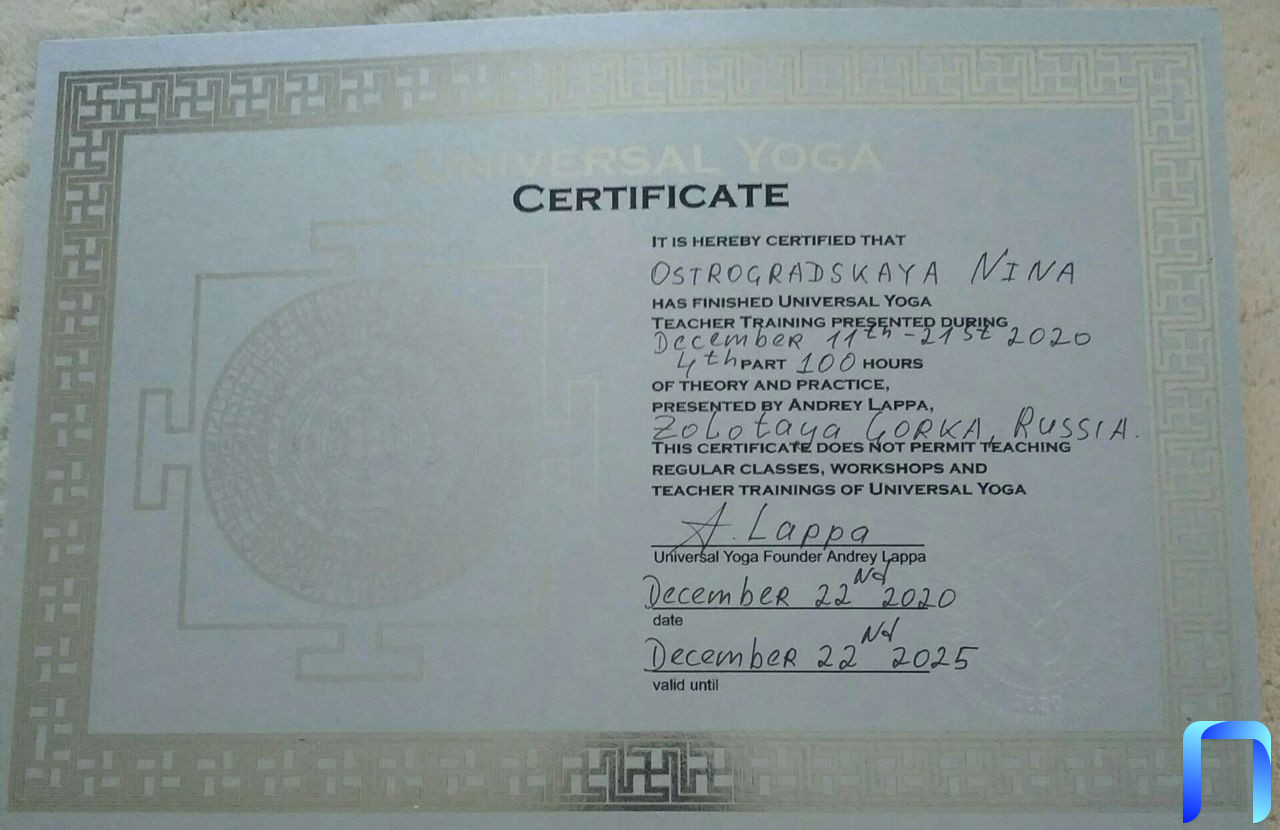 UNIVERSAL YOGA
CERTIFICATE
IT IS HEREBY CERTIFIED THAT
OSTROGRADSKAYA NINA
HAS FINISHED UNIVERSAL YOGA
TEACHER TRAINING PRESENTED DURING
December 11th - 21st 2020
4th PART 100 HOURS
OF THEORY AND PRACTICE,
PRESENTED BY ANDREY LAPPA,
Zolotaya GORKA, RUSSIA.
THIS CERTIFICATE DOES NOT PERMIT TEACHING
REGULAR CLASSES, WORKSHOPS AND
TEACHER TRAININGS OF UNIVERSAL YOGA
A. Lappa
Universal Yoga Founder Andrey Lappa
December 22Nd 2020
date
December 22Nd 2025
valid until